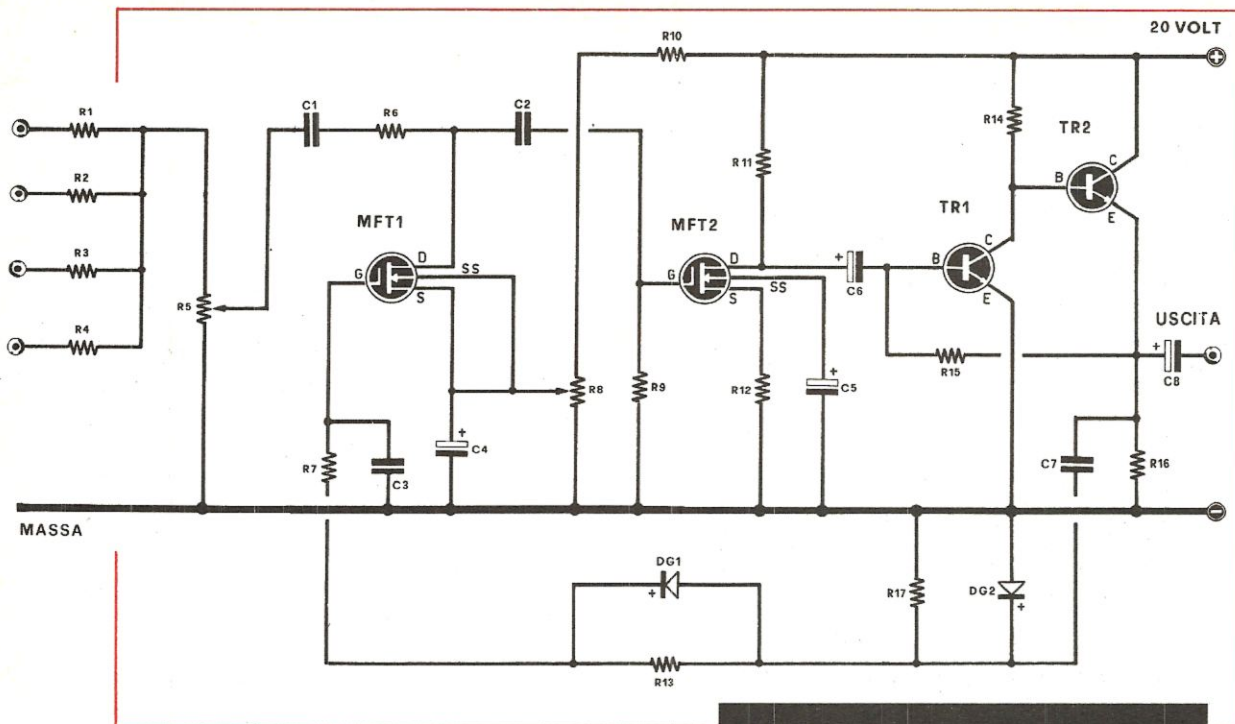 20 VOLT
R10
R1
C1
R6
C2
R14
TR2
C
B
E
R2
R11
MFT1
MFT2
TR1
R3
G
D
SS
S
G
D
SS
S
+
C6
B
C
E
R5
USCITA
R4
R8
R9
R12
+
C5
R15
+
C8
R7
C3
+
C4
C7
R16
MASSA
DG1
+
R17
DG2
+
R13